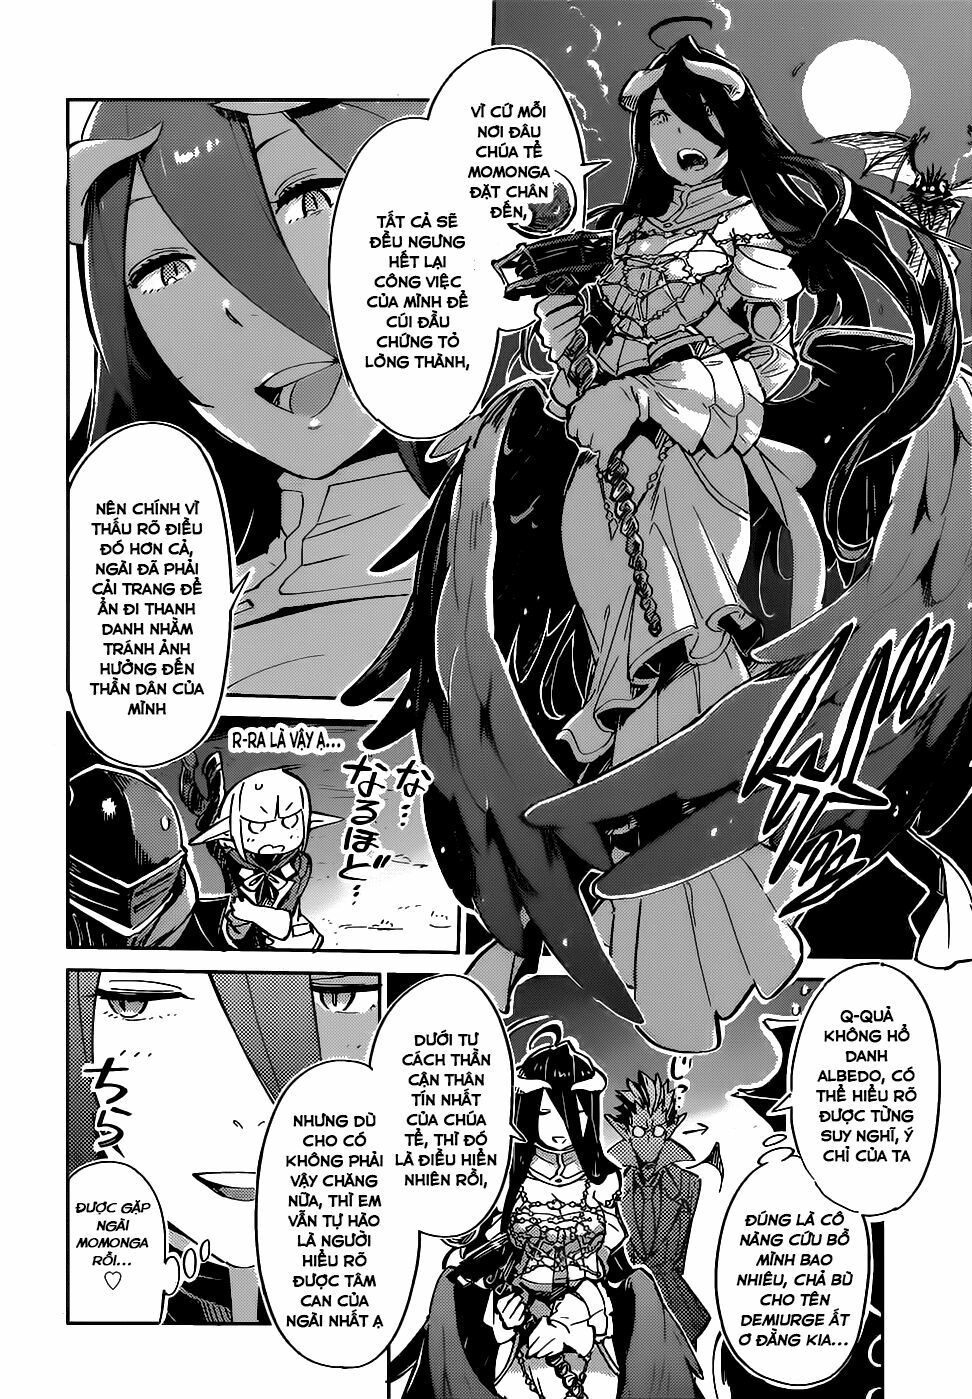 VÌ CỨ MỖI
NƠI ĐÂU
CHÚA TỂ
MOMONGA
ĐẶT CHÂN
ĐẾN,
TẤT CẢ SẼ
ĐỀU NGƯNG
HẾT LẠI
CÔNG VIỆC
CỦA MÌNH ĐỂ
CÚI ĐẦU
CHỨNG TỎ
LÒNG THÀNH,
NÊN CHÍNH VÌ
THẤU RÕ ĐIỀU
ĐÓ HƠN CẢ,
NGÀI ĐÃ PHẢI
CẢI TRANG ĐỂ
ẨN ĐI THANH
DANH NHẰM
TRÁNH ẢNH
HƯỞNG ĐẾN
THẦN DÂN CỦA
MÌNH
R-RA LÀ VẬY Ạ...
な…
なるほど…
Q-QUẢ
KHÔNG HỔ
DANH
ALBEDO, CÓ
THỂ HIỂU RÕ
ĐƯỢC TỪNG
SUY NGHĨ, Ý
CHỈ CỦA TA
ĐÚNG LÀ CÔ
NÀNG CỨU BỒ
MÌNH BAO
NHIÊU, CHẢ BÙ
CHO TÊN
DEMIURGE ẤT
Ơ ĐẰNG KIA...
じっ…
DƯỚI TƯ
CÁCH THẦN
CẬN THÂN
TÍN NHẤT
CỦA CHÚA
TỂ, THÌ ĐÓ
LÀ ĐIỀU HIỂN
NHIÊN RỒI,
NHƯNG DÙ
CHO CÓ
KHÔNG PHẢI
VẬY CHĂNG
NỮA, THÌ EM
VẪN TỰ HÀO
LÀ NGƯỜI
HIỂU RÕ
ĐƯỢC TÂM
CAN CỦA
NGÀI NHẤT Ạ
ちら
ĐƯỢC GẶP
NGÀI
MOMONGA
RỒI...
♡